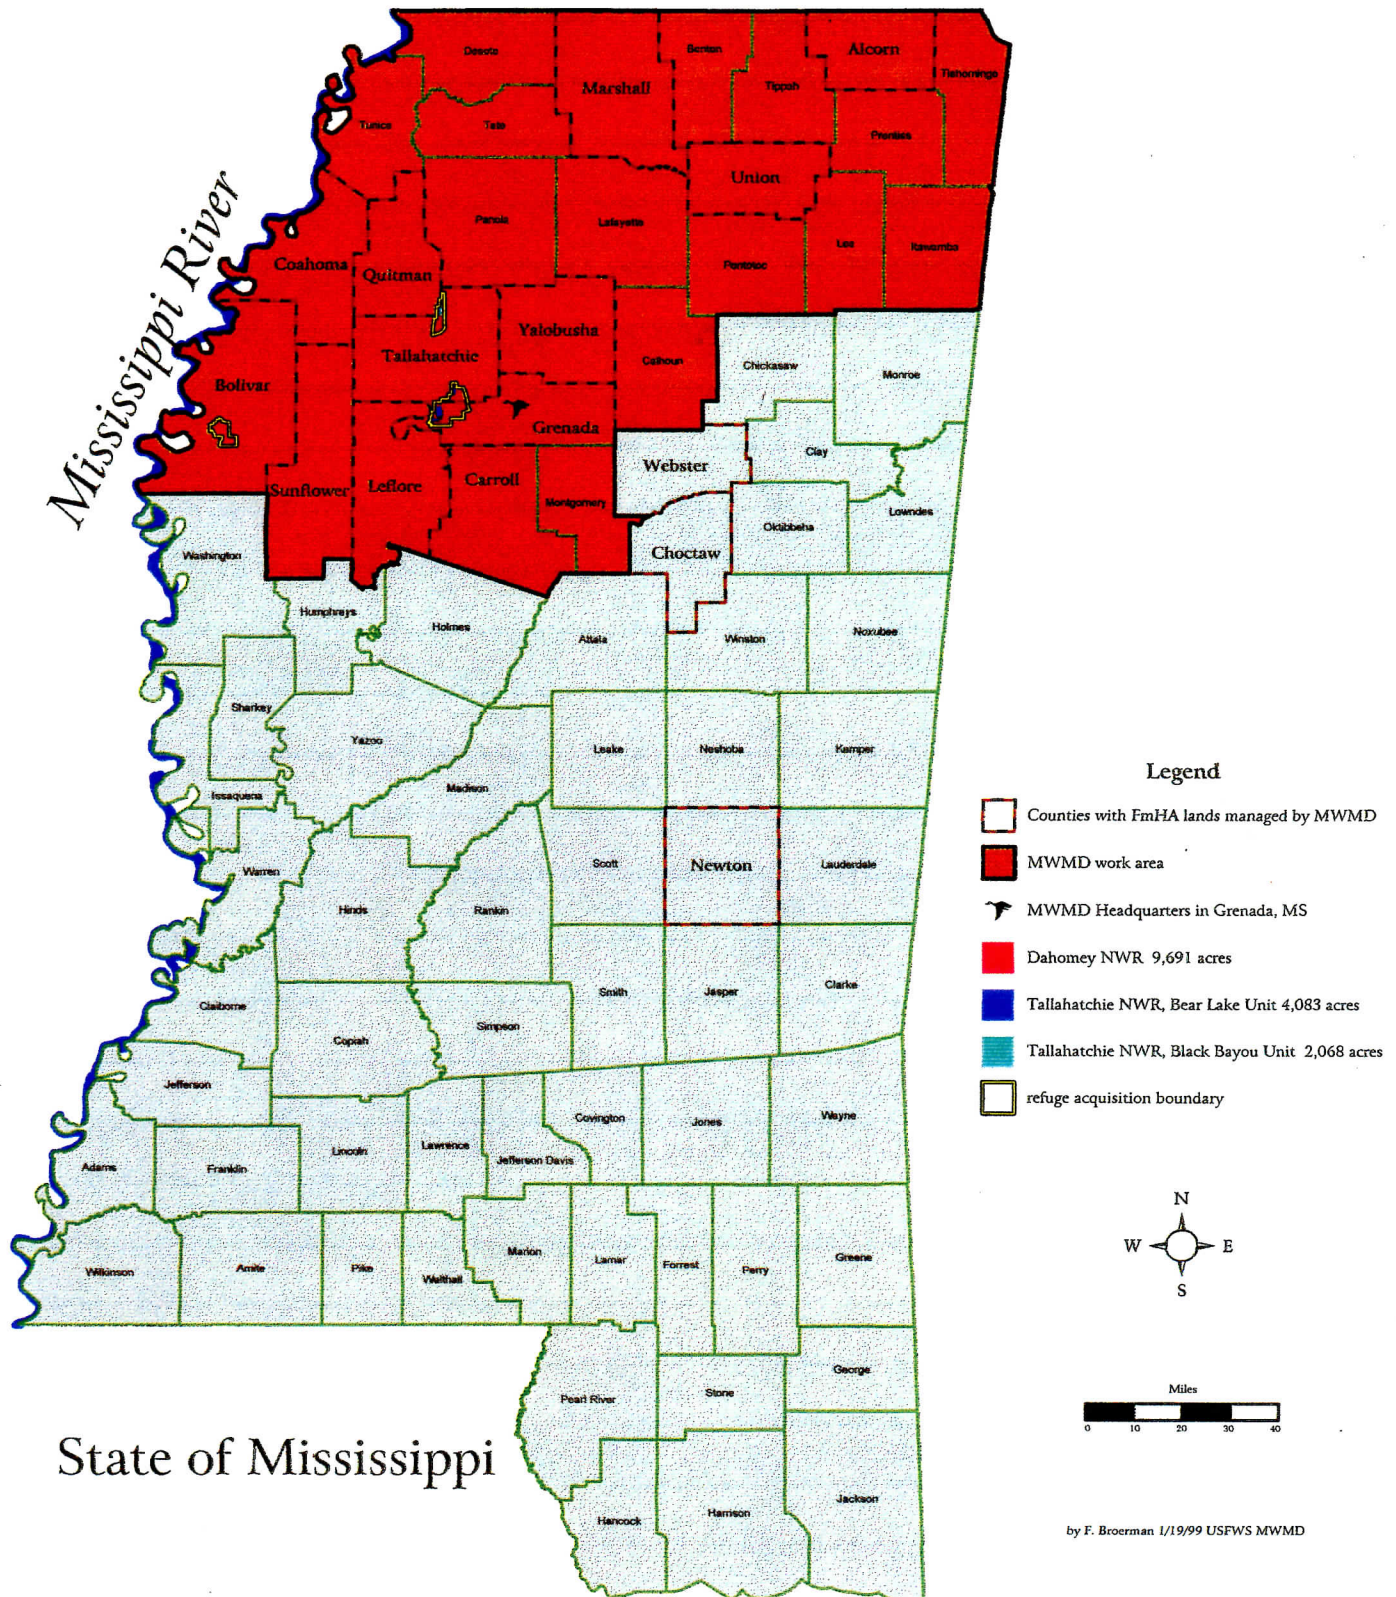 Desoto
Marshall
Benton
Tippah
Alcorn
Tishomingo
Tunica
Tate
Prentiss
Union
Panola
Lafayette
Pontotoc
Lee
Itawamba
Mississippi River
Coahoma
Quitman
Yalobusha
Tallahatchie
Calhoun
Chickasaw
Monroe
Bolivar
Grenada
Webster
Clay
Sunflower
Leflore
Carroll
Montgomery
Lowndes
Oktibbeha
Choctaw
Washington
Humphreys
Holmes
Attala
Winston
Noxubee
Sharkey
Yazoo
Leake
Neshoba
Kemper
Issaquena
Madison
Warren
Scott
Newton
Lauderdale
Hinds
Rankin
Smith
Jasper
Clarke
Claiborne
Copiah
Simpson
Jefferson
Covington
Jones
Wayne
Adams
Franklin
Lincoln
Lawrence
Jefferson Davis
Wilkinson
Amite
Pike
Walthall
Marion
Lamar
Forrest
Perry
Greene
Pearl River
Stone
George
Hancock
Harrison
Jackson
State of Mississippi
Legend
Counties with FmHA lands managed by MWMD
MWMD work area
MWMD Headquarters in Grenada, MS
Dahomey NWR 9,691 acres
Tallahatchie NWR, Bear Lake Unit 4,083 acres
Tallahatchie NWR, Black Bayou Unit 2,068 acres
refuge acquisition boundary
N
W E
S
Miles
0 10 20 30 40
by F. Broerman 1/19/99 USFWS MWMD